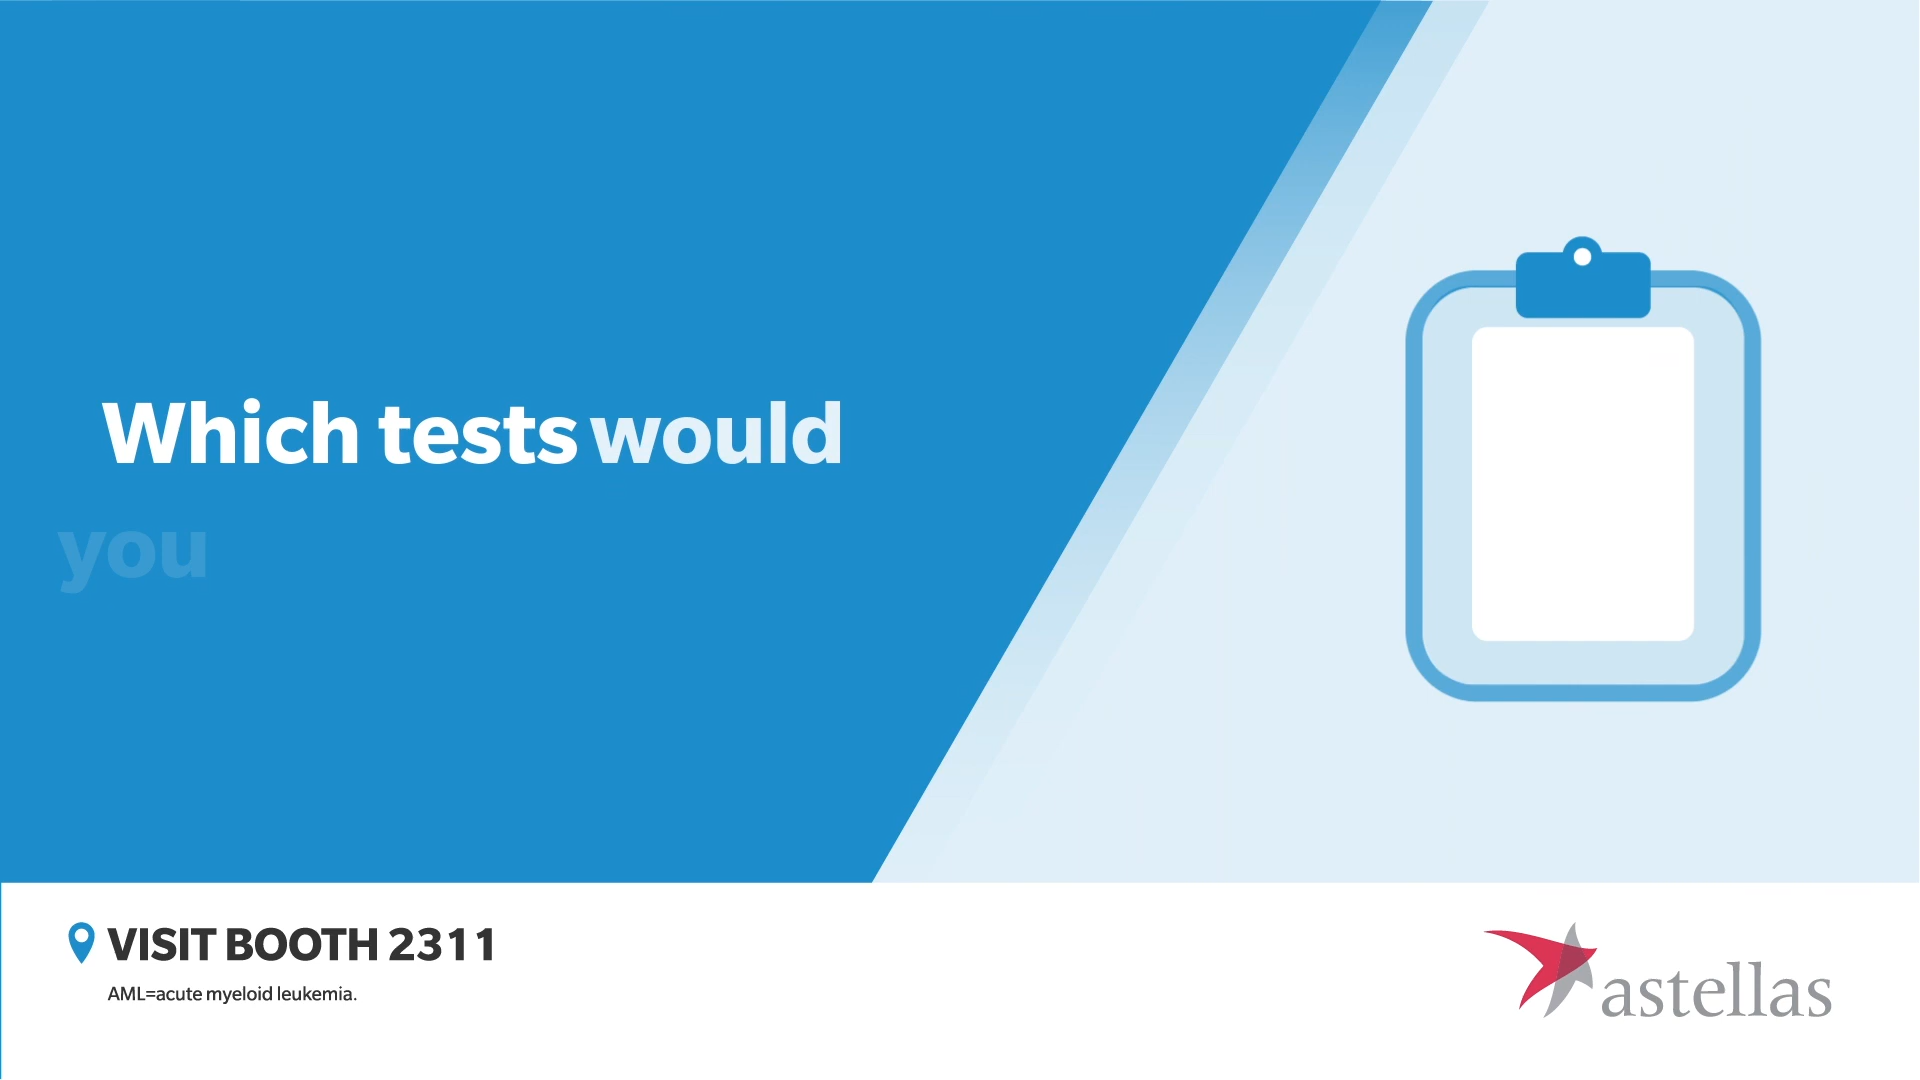 Which tests would
you
VISIT BOOTH 2311
AML=acute myeloid leukemia.
astellas